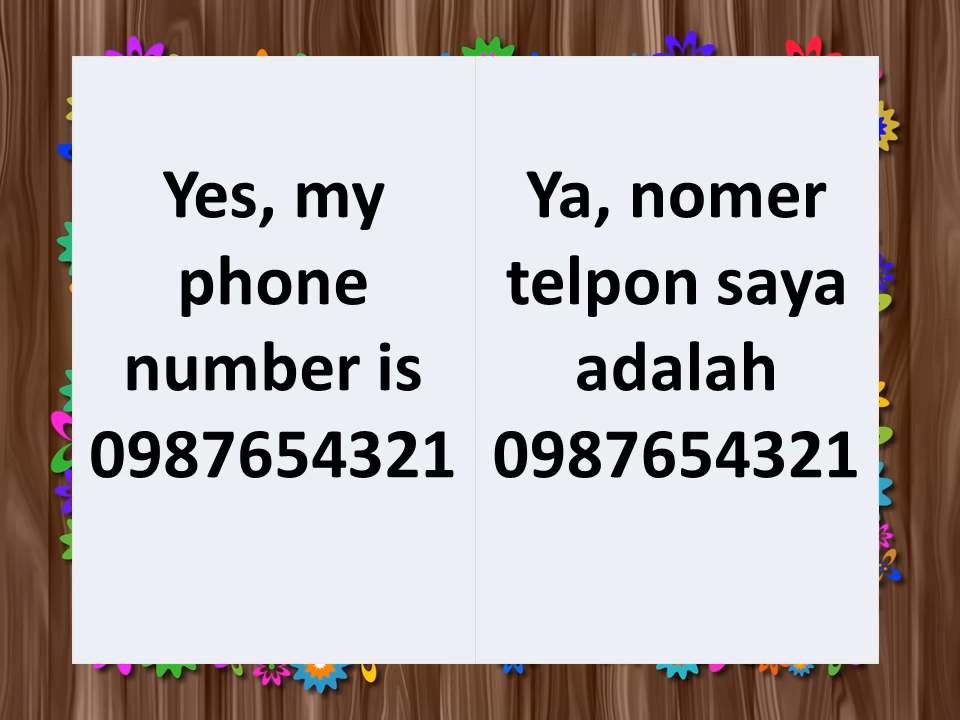 Yes, my
phone
number is
0987654321
Ya, nomer
telpon saya
adalah
0987654321